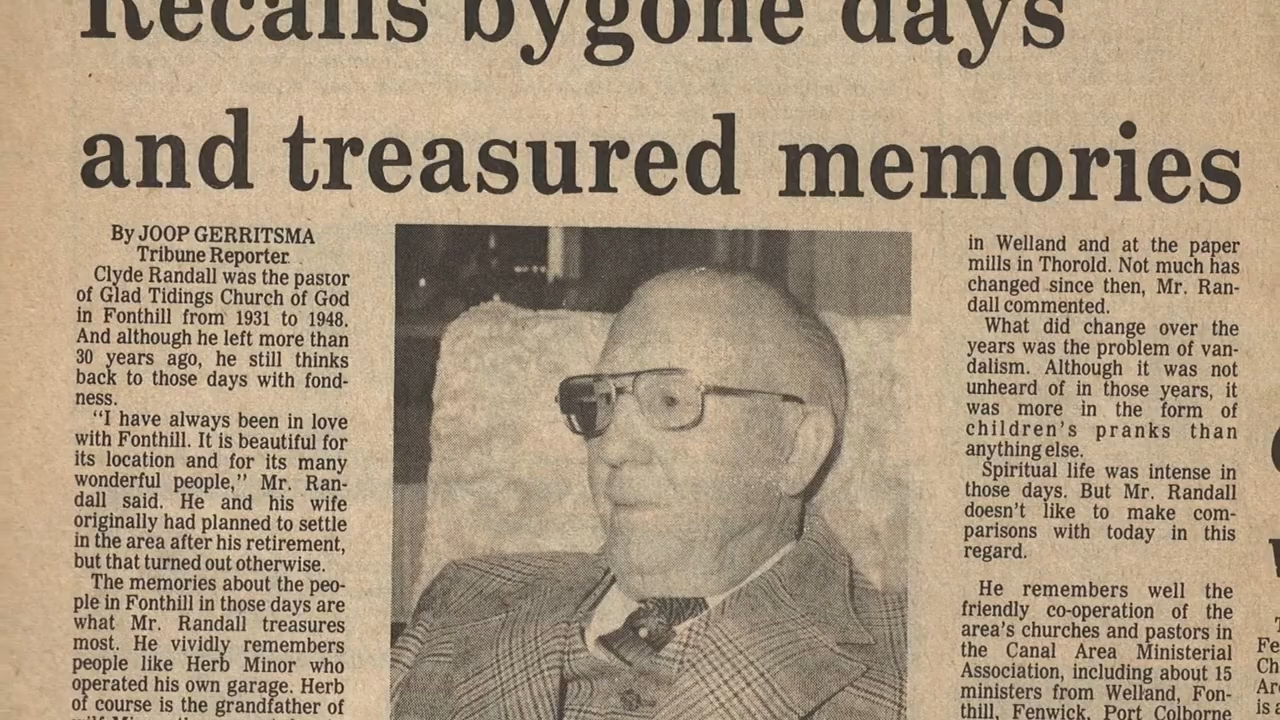 Recalls bygone days
and treasured memories
By JOOP GERRITSMA
Tribune Reporter
Clyde Randall was the pastor
of Glad Tidings Church of God
in Fonthill from 1931 to 1948.
And although he left more than
30 years ago, he still thinks
back to those days with fond-
ness.
"I have always been in love
with Fonthill. It is beautiful for
its location and for its many
wonderful people," Mr. Ran-
dall said. He and his wife
originally had planned to settle
in the area after his retirement,
but that turned out otherwise.
The memories about the peo-
ple in Fonthill in those days are
what Mr. Randall treasures
most. He vividly remembers
people like Herb Minor who
operated his own garage. Herb
of course is the grandfather of
in Welland and at the paper
mills in Thorold. Not much has
changed since then, Mr. Ran-
dall commented.
What did change over the
years was the problem of van-
dalism. Although it was not
unheard of in those years, it
was more in the form of
children's pranks than
anything else.
Spiritual life was intense in
those days. But Mr. Randall
doesn't like to make com-
parisons with today in this
regard.
He remembers well the
friendly co-operation of the
area's churches and pastors in
the Canal Area Ministerial
Association, including about 15
ministers from Welland, Fon-
thill, Fenwick, Port Colborne
Fe
Ch
Are
is a